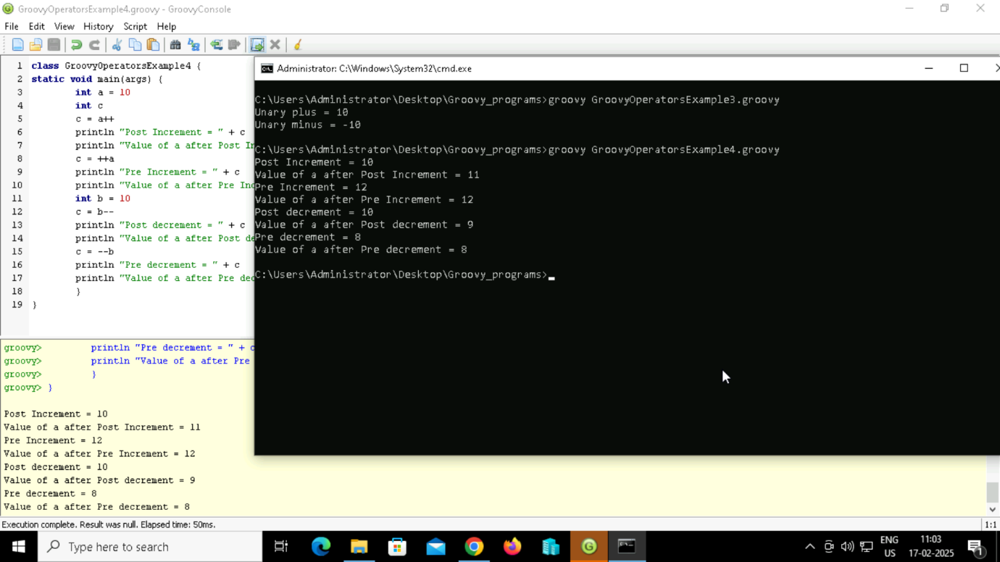 GroovyOperatorsExample4.groovy - GroovyConsole
File Edit View History Script Help
1 class GroovyOperatorsExample4 {
2 static void main(args) {
3 int a = 10
4 int c
5 c = a++
6 println "Post Increment = " + c
7 println "Value of a after Post In
8 c = ++a
9 println "Pre Increment = " + c
10 println "Value of a after Pre Inc
11 int b = 10
12 c = b--
13 println "Post decrement = " + c
14 println "Value of a after Post de
15 c = --b
16 println "Pre decrement = " + c
17 println "Value of a after Pre dec
18 }
19 }
groovy> println "Pre decrement = " + c
groovy> println "Value of a after Pre
groovy> }
groovy> }
Post Increment = 10
Value of a after Post Increment = 11
Pre Increment = 12
Value of a after Pre Increment = 12
Post decrement = 10
Value of a after Post decrement = 9
Pre decrement = 8
Value of a after Pre decrement = 8
Execution complete. Result was null. Elapsed time: 50ms.
1:1
Administrator: C:\Windows\System32\cmd.exe
C:\Users\Administrator\Desktop\Groovy_programs>groovy GroovyOperatorsExample3.groovy
Unary plus = 10
Unary minus = -10
C:\Users\Administrator\Desktop\Groovy_programs>groovy GroovyOperatorsExample4.groovy
Post Increment = 10
Value of a after Post Increment = 11
Pre Increment = 12
Value of a after Pre Increment = 12
Post decrement = 10
Value of a after Post decrement = 9
Pre decrement = 8
Value of a after Pre decrement = 8
C:\Users\Administrator\Desktop\Groovy_programs>
Type here to search
ENG
US
11:03
17-02-2025
1